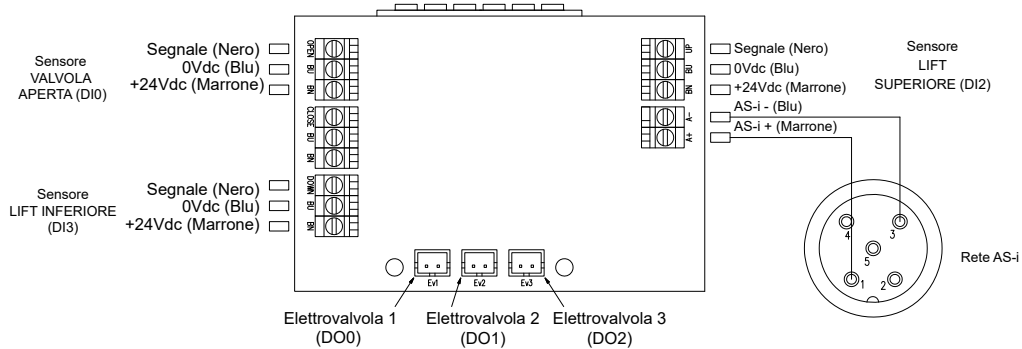 Sensore
VALVOLA
APERTA (DI0)
Segnale (Nero)
0Vdc (Blu)
+24Vdc (Marrone)
OPEN
BU
BN
CLOSE
BU
BN
Sensore
LIFT INFERIORE
(DI3)
Segnale (Nero)
0Vdc (Blu)
+24Vdc (Marrone)
DOWN
BU
BN
UP
BU
BN
A-
A+
Segnale (Nero)
0Vdc (Blu)
+24Vdc (Marrone)
AS-i - (Blu)
AS-i + (Marrone)
Sensore
LIFT
SUPERIORE (DI2)
4
3
5
1
2
Rete AS-i
Ev1
Ev2
Ev3
Elettrovalvola 1
(DO0)
Elettrovalvola 2
(DO1)
Elettrovalvola 3
(DO2)